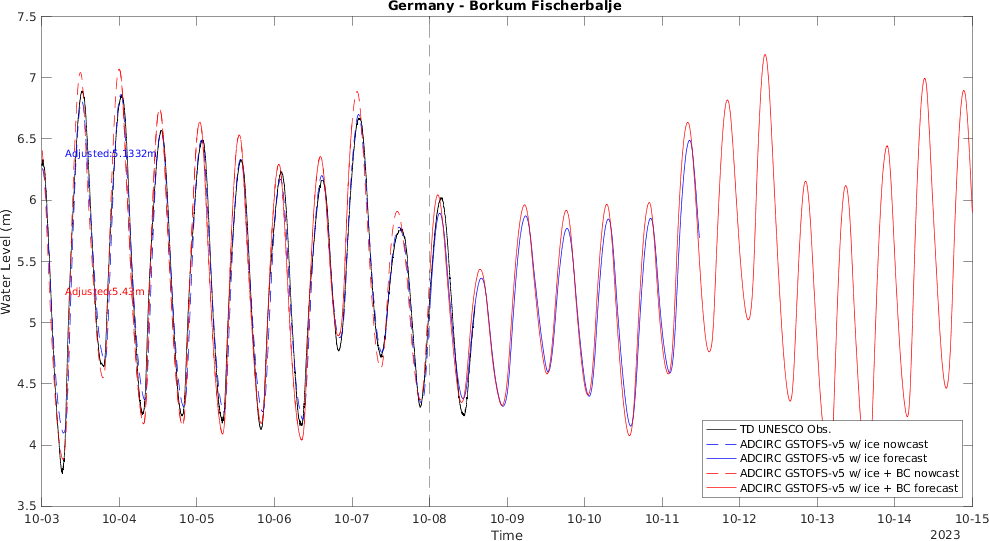 Germany - Borkum Fischerbalje
7.5
7
6.5
6
5.5
5
4.5
4
3.5
Water Level (m)
Adjusted:5.1332m
Adjusted:5.43m
TD UNESCO Obs.
ADCIRC GSTOFS-v5 w/ ice nowcast
ADCIRC GSTOFS-v5 w/ ice forecast
ADCIRC GSTOFS-v5 w/ ice + BC nowcast
ADCIRC GSTOFS-v5 w/ ice + BC forecast
10-03 10-04 10-05 10-06 10-07 10-08 10-09 10-10 10-11 10-12 10-13 10-14 10-15
Time
2023